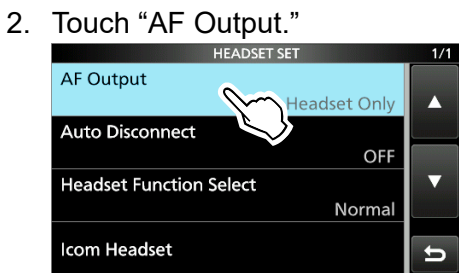 2. Touch “AF Output.”
HEADSET SET 1/1
AF Output
Headset Only
Auto Disconnect
OFF
Headset Function Select
Normal
Icom Headset